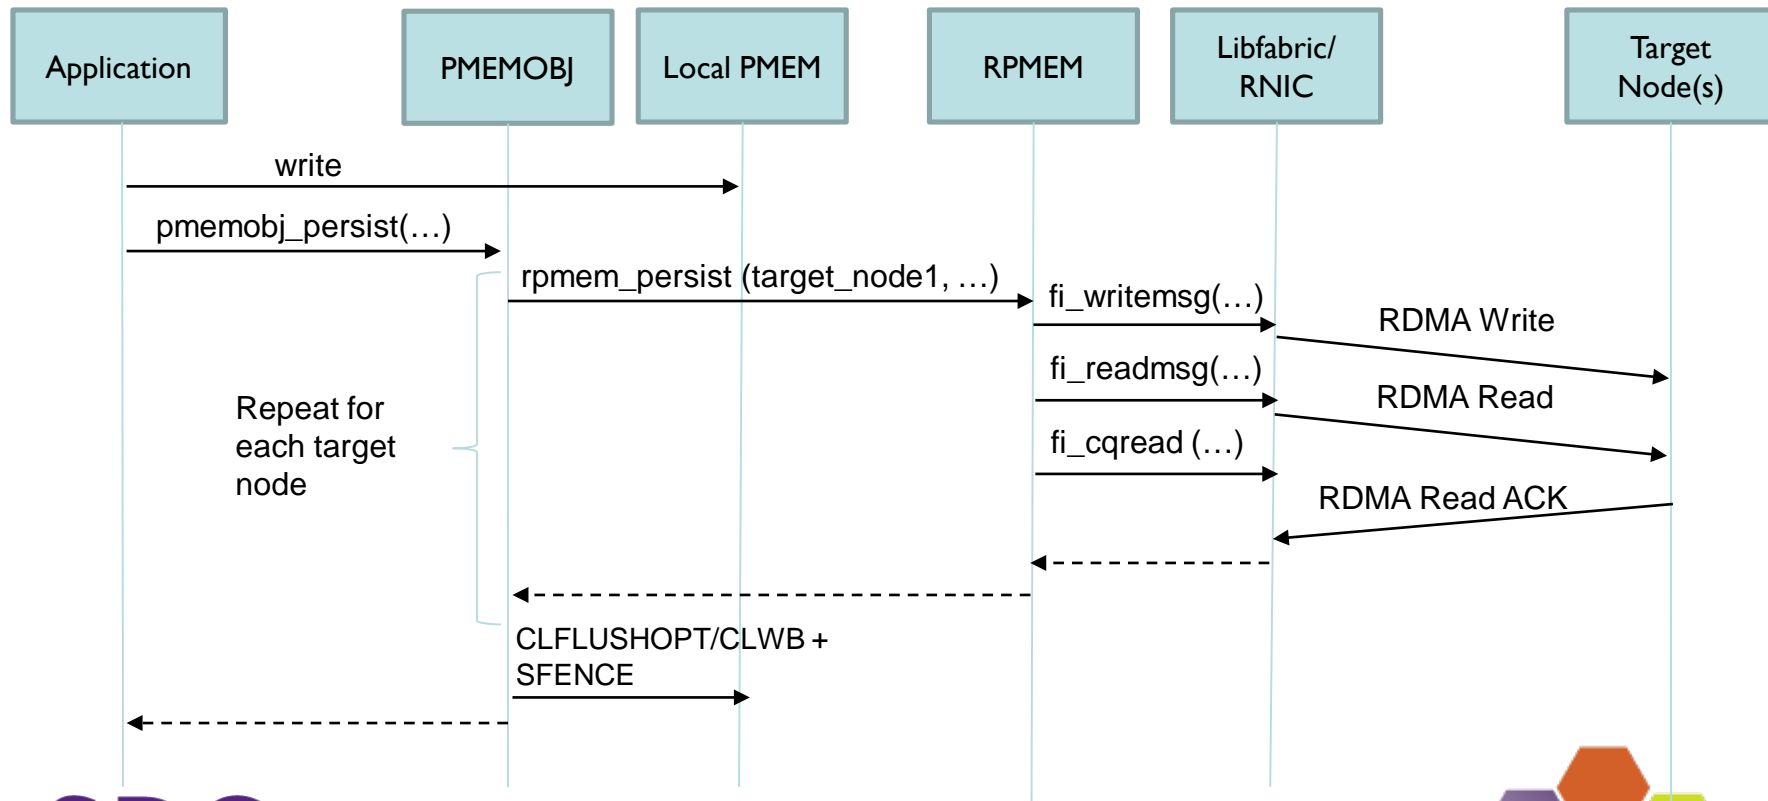 Application
PMEMOBJ
Local PMEM
RPMEM
Libfabric/
RNIC
Target
Node(s)
write
pmemobj_persist(…)
rpmem_persist (target_node1, …)
fi_writemsg(…)
RDMA Write
fi_readmsg(…)
RDMA Read
Repeat for
each target
node
fi_cqread (…)
RDMA Read ACK
CLFLUSHOPT/CLWB +
SFENCE